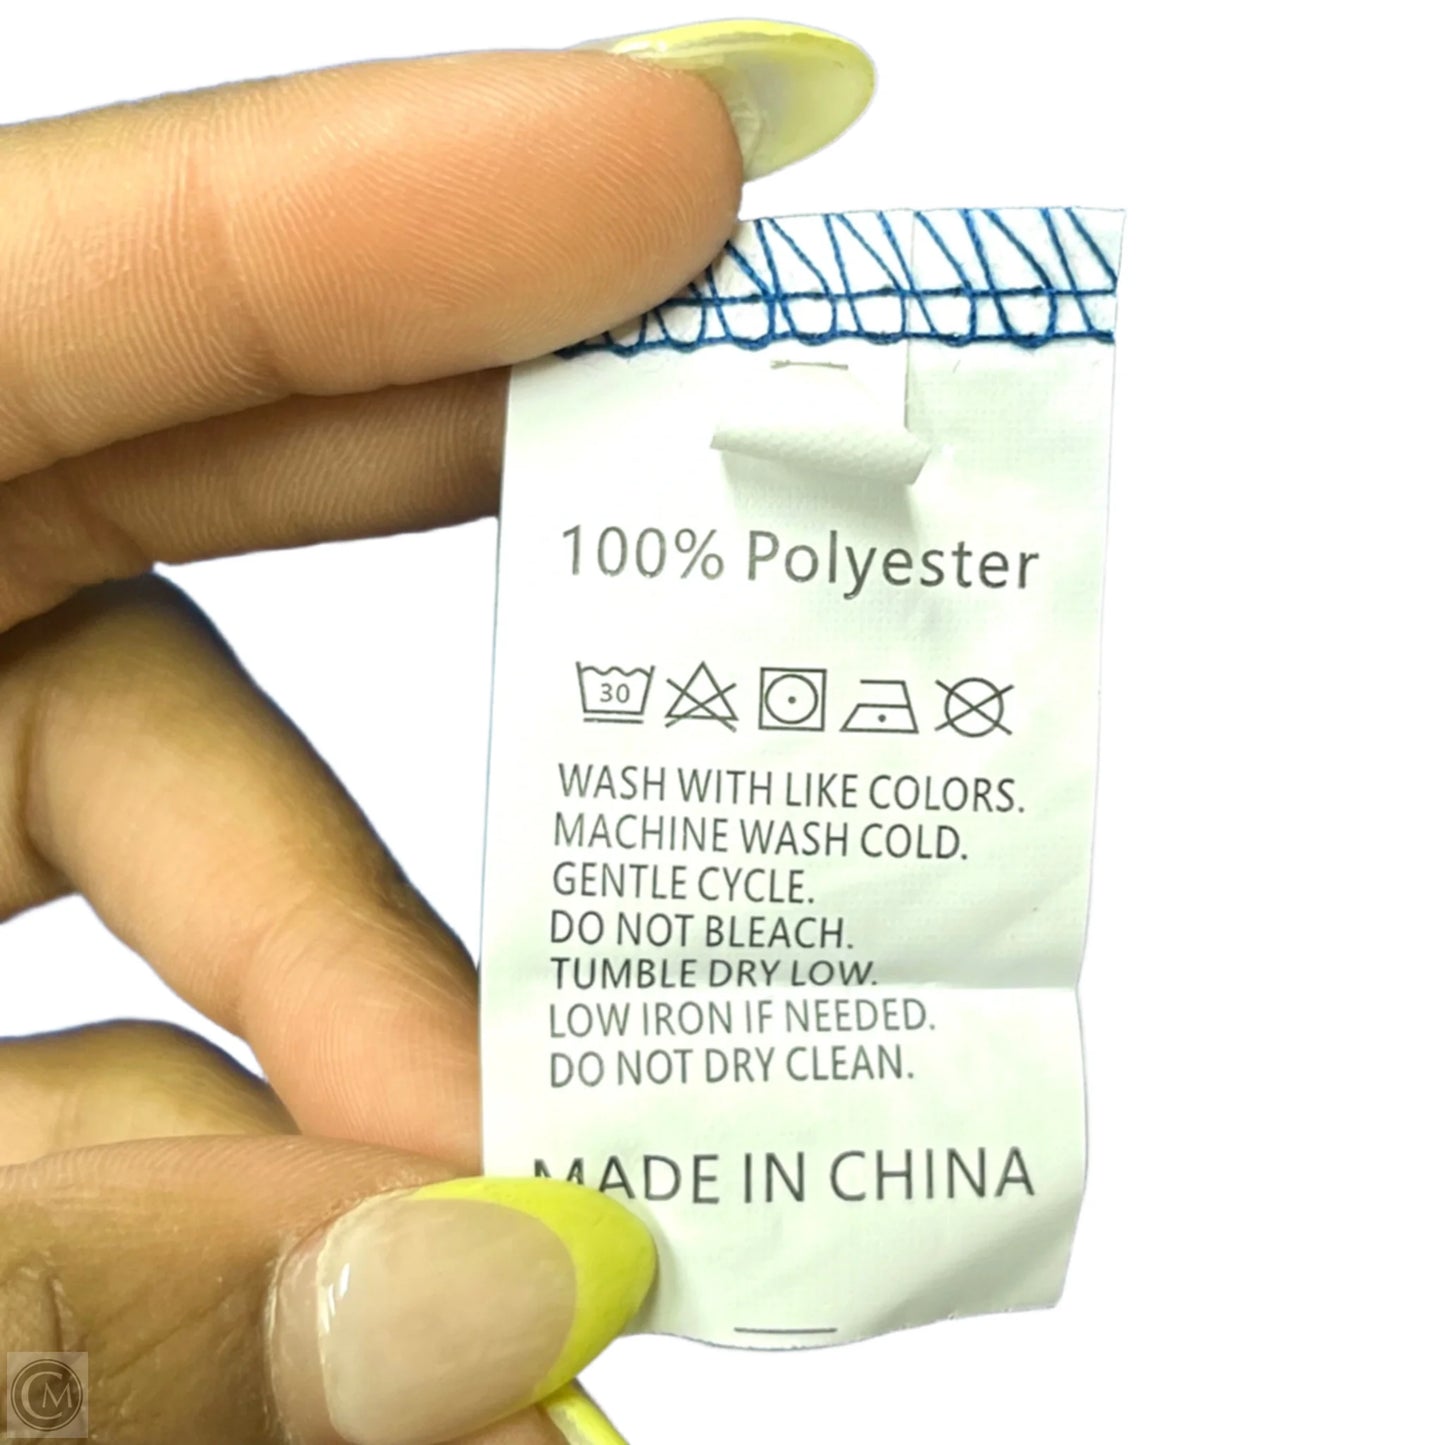 100% Polyester
30
WASH WITH LIKE COLORS.
MACHINE WASH COLD.
GENTLE CYCLE.
DO NOT BLEACH.
TUMBLE DRY LOW.
LOW IRON IF NEEDED.
DO NOT DRY CLEAN.
MADE IN CHINA
CM